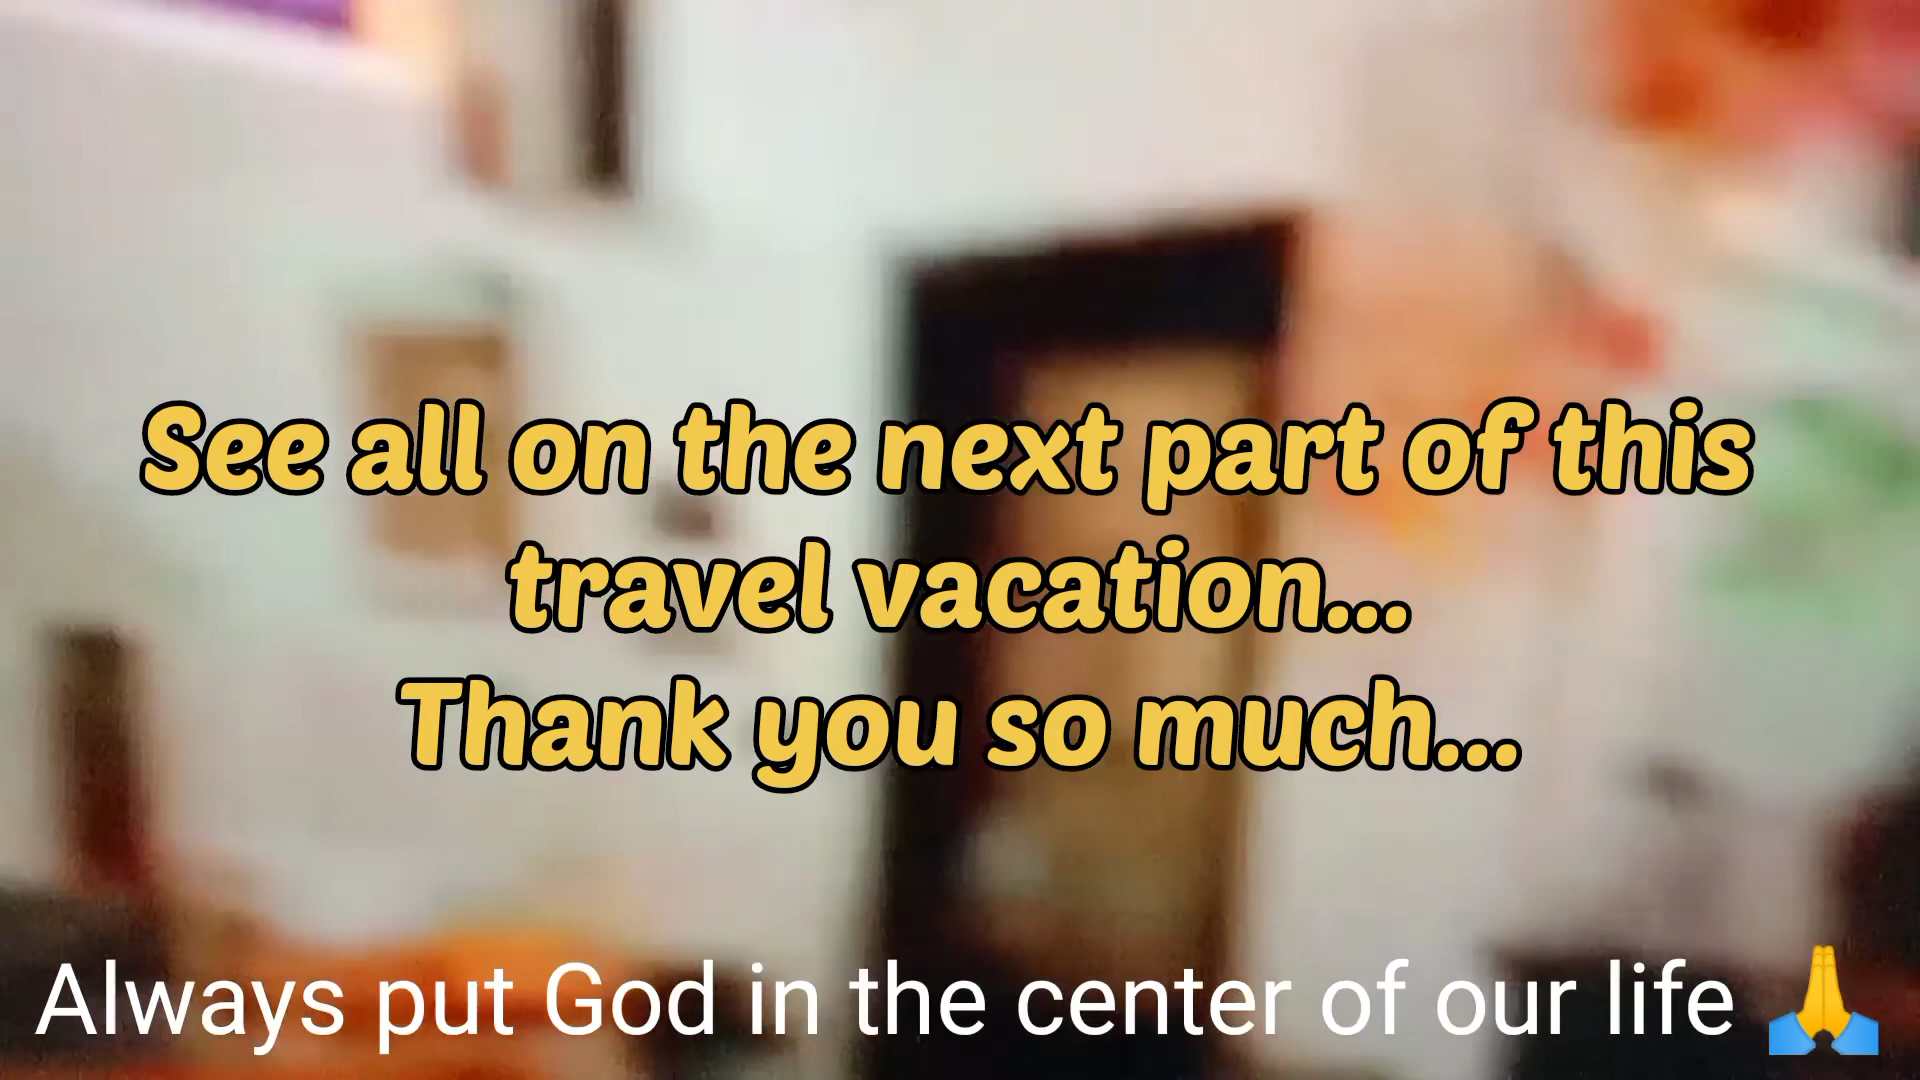 See all on the next part of this
travel vacation...
Thank you so much...
Always put God in the center of our life 🙏